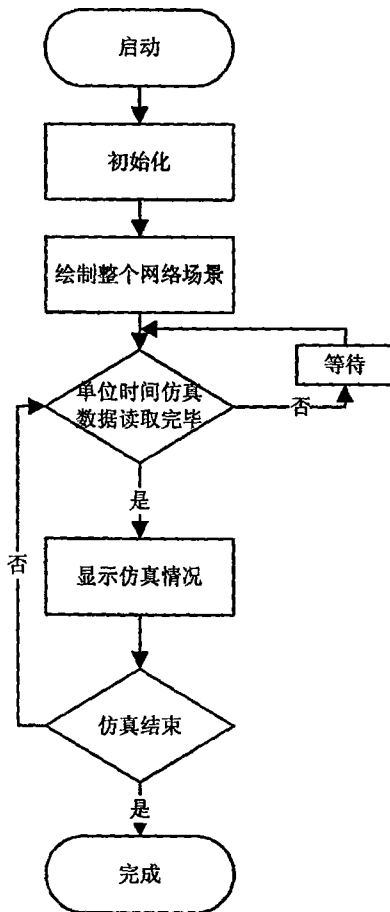 启动
初始化
绘制整个网络场景
等待
单位时间仿真
数据读取完毕
否
是
否
显示仿真情况
仿真结束
是
完成